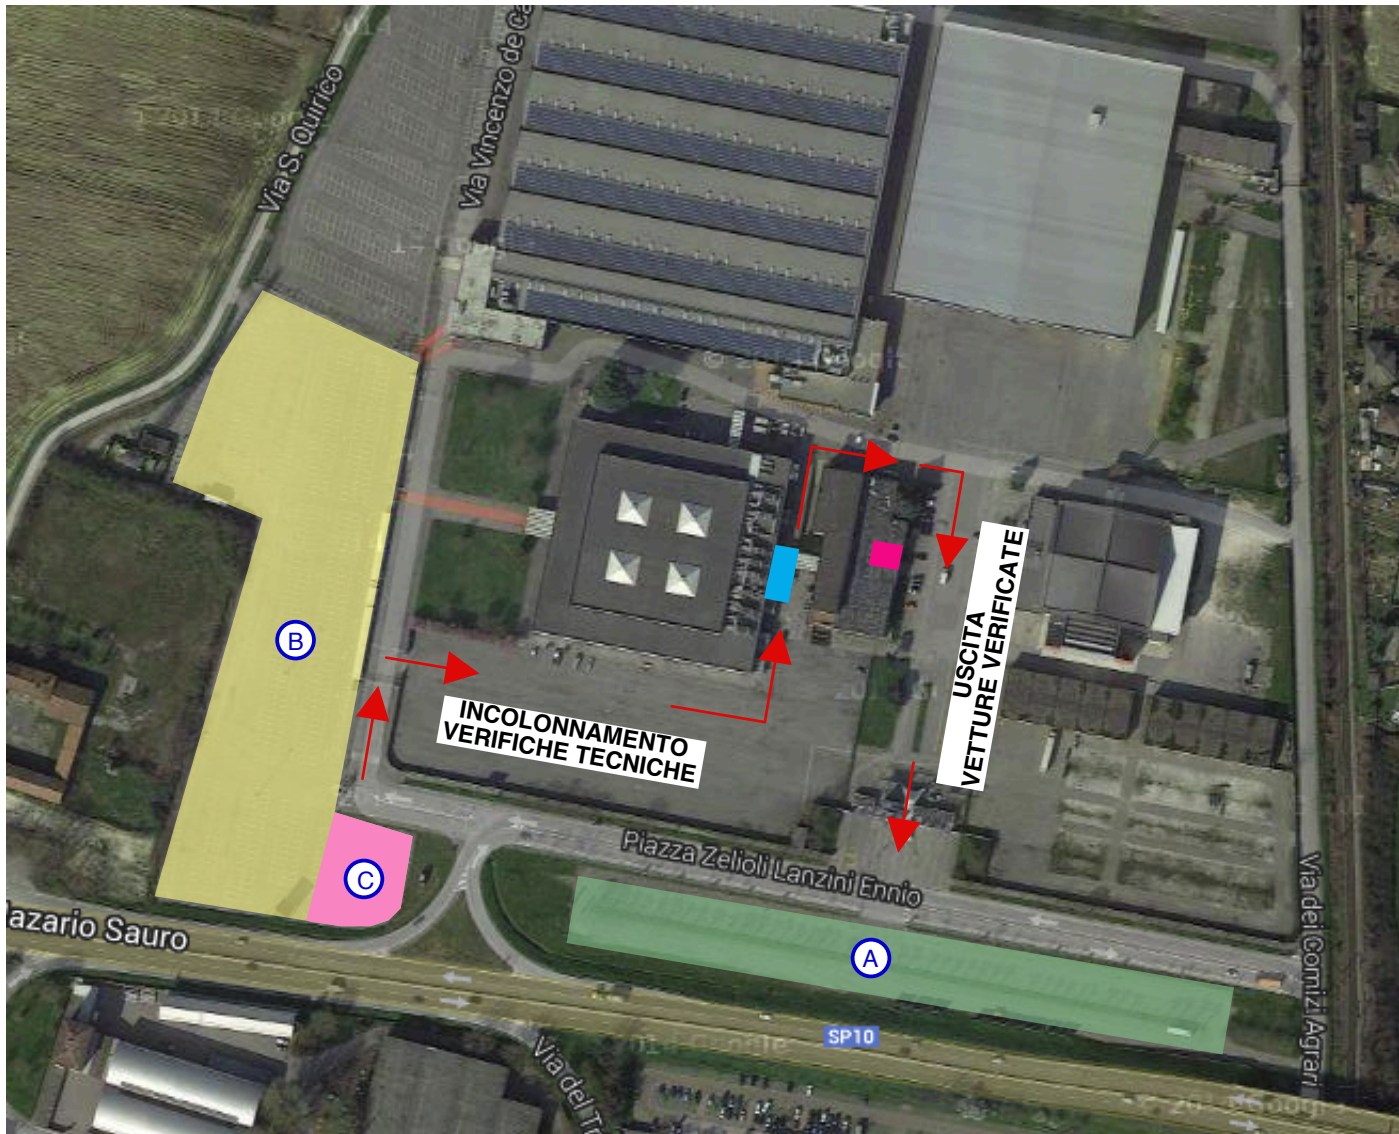 Via S. Quirico
Via Vincenzo de ca
B
INCOLONNAMENTO
VERIFICHE TECNICHE
USCITA
VETTURE VERIFICATE
Piazza Zelioli Lanzini Ennio
C
A
lazario Sauro
SP10
Via del Tr
Via dei Comizi Agrari